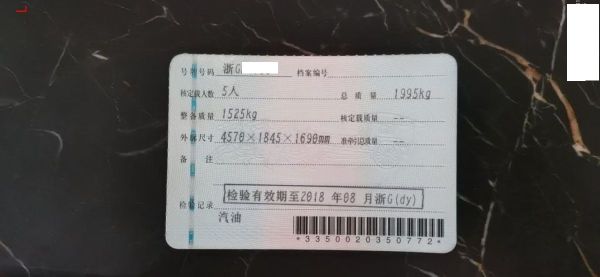 号牌号码 浙G 档案编号
核定载人数 5人 总质量 1995kg
整备质量 1525kg 核定载质量 --
外廓尺寸 4570×1845×1690mm 准牵引总质量 --
备 注
检验有效期至2018年08月浙G(dy)
检验记录
汽油
*3350020350772*